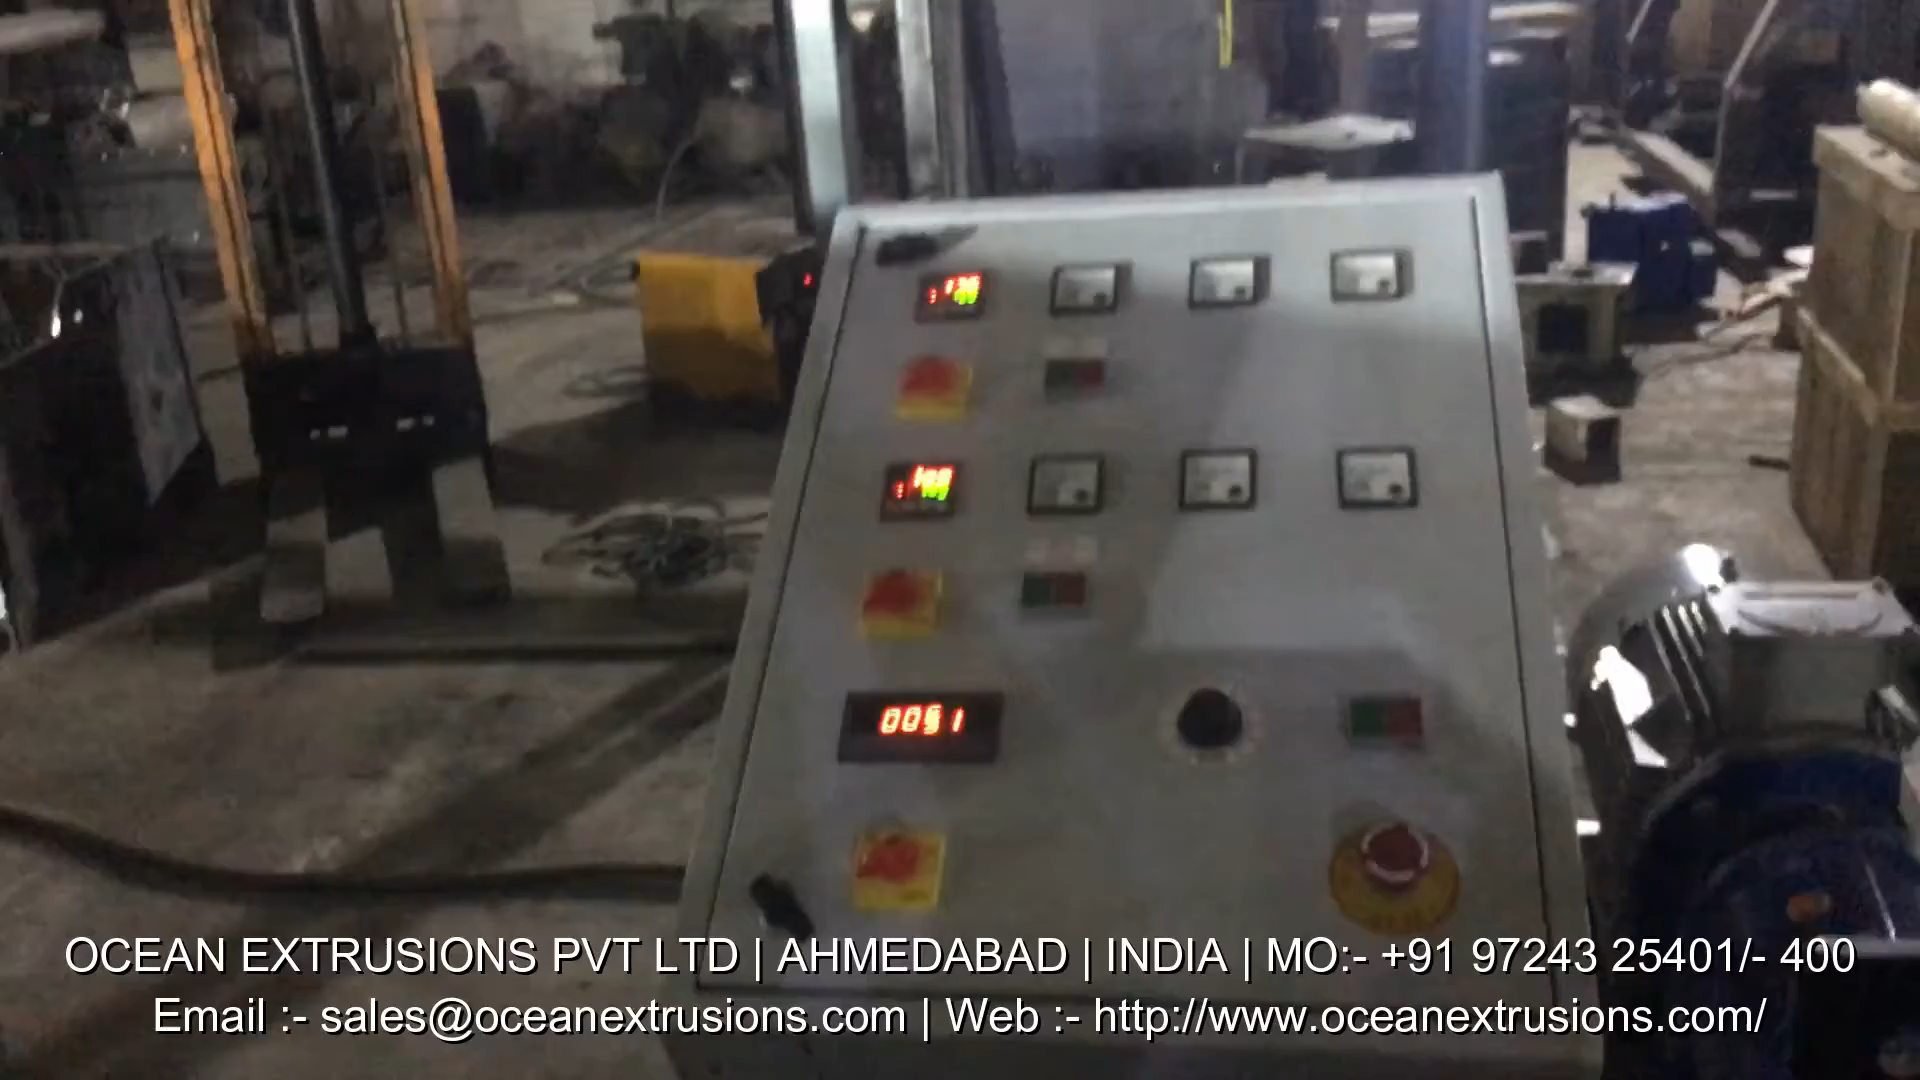 OCEAN EXTRUSIONS PVT LTD | AHMEDABAD | INDIA | MO:- +91 97243 25401/- 400
Email :- sales@oceanextrusions.com | Web :- http://www.oceanextrusions.com/